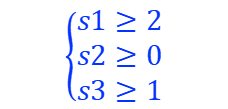 s1 ≥ 2
s2 ≥ 0
s3 ≥ 1